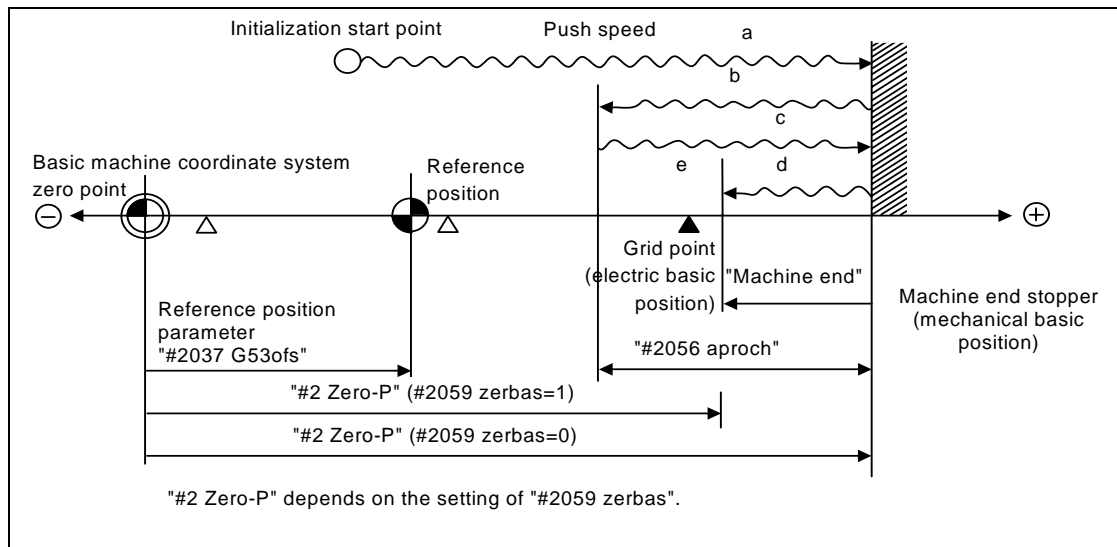 Initialization start point
Push speed
a
b
c
e
d
Basic machine coordinate system
zero point
Reference
position
−
+
Grid point
(electric basic
position)
"Machine end"
Machine end stopper
(mechanical basic
position)
Reference position
parameter
"#2037 G53ofs"
"#2056 aproch"
"#2 Zero-P" (#2059 zerbas=1)
"#2 Zero-P" (#2059 zerbas=0)
"#2 Zero-P" depends on the setting of "#2059 zerbas".